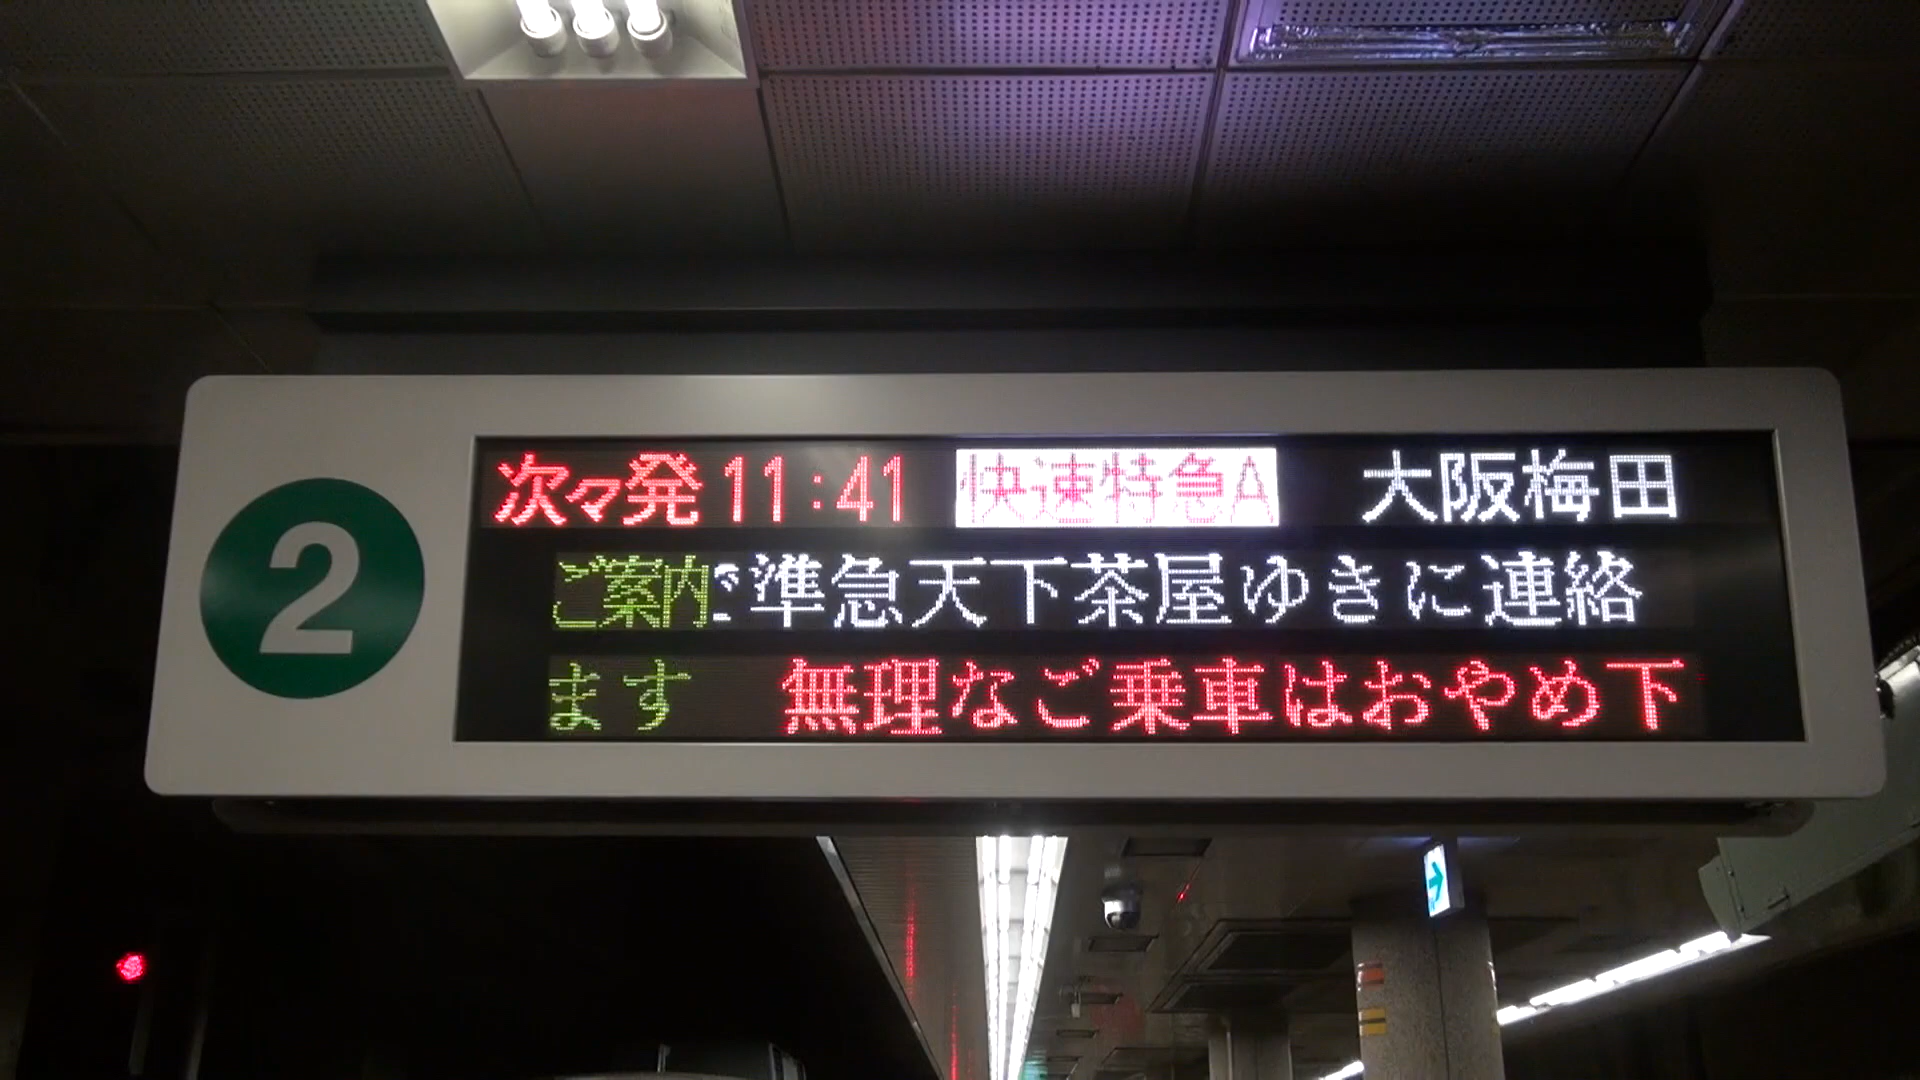 2
次々発 11:41 快速特急A 大阪梅田
ご案内 準急天下茶屋ゆきに連絡
ます 無理なご乗車はおやめ下